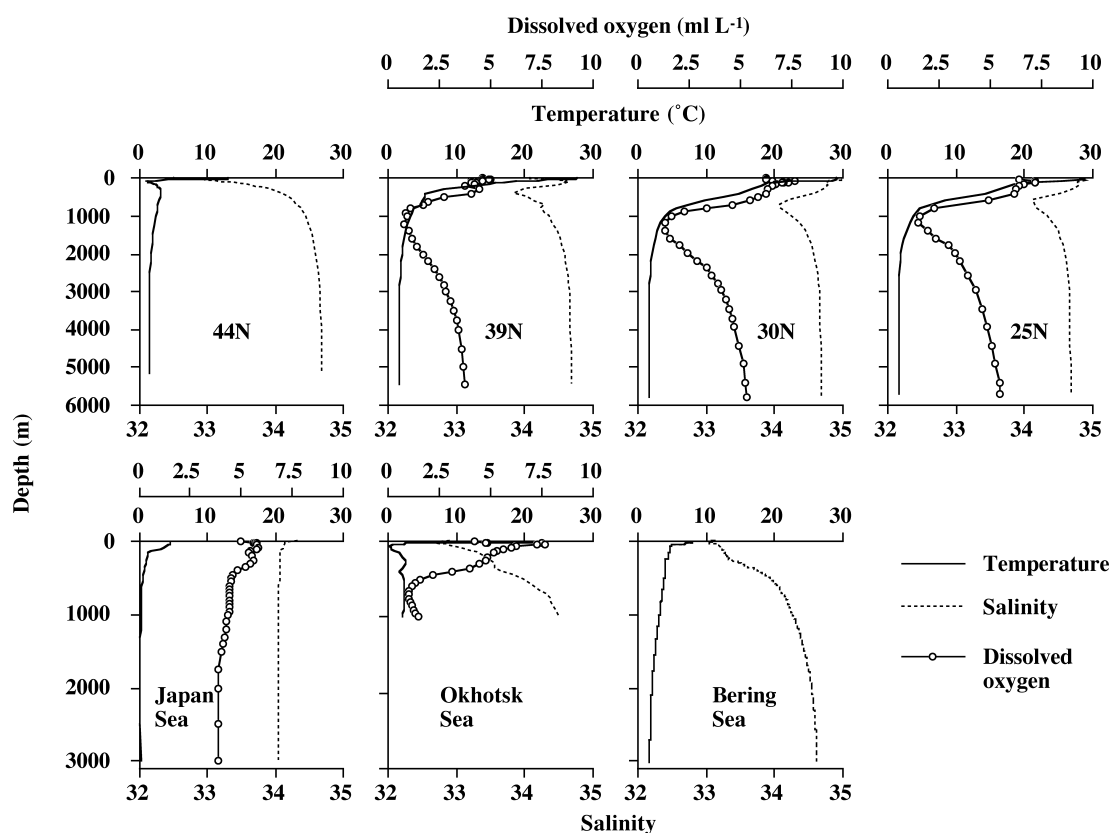 Dissolved oxygen (ml L-1)
0 2.5 5 7.5 10 0 2.5 5 7.5 10 0 2.5 5 7.5 10
Temperature (˚C)
0 10 20 30 0 10 20 30 0 10 20 30 0 10 20 30
0
1000
2000
3000
4000
5000
6000
44N
39N
30N
25N
32 33 34 35 32 33 34 35 32 33 34 35 32 33 34 35
Depth (m)
0 2.5 5 7.5 10 0 2.5 5 7.5 10
0 10 20 30 0 10 20 30 0 10 20 30
0
1000
2000
3000
Japan
Sea
Okhotsk
Sea
Bering
Sea
32 33 34 35 32 33 34 35 32 33 34 35
Salinity
Temperature
Salinity
Dissolved
oxygen